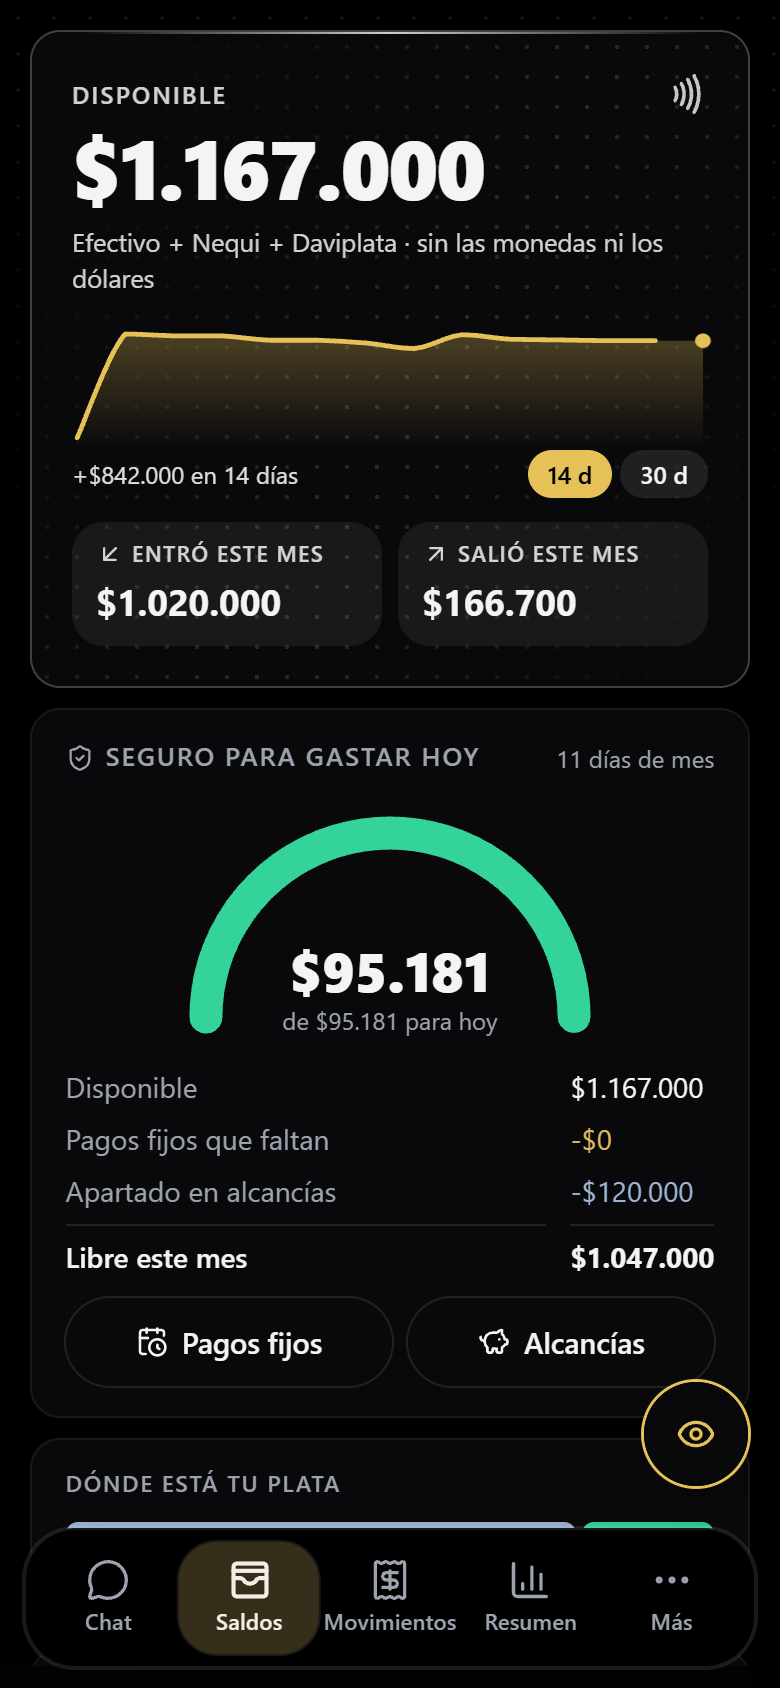 DISPONIBLE
$1.167.000
Efectivo + Nequi + Daviplata · sin las monedas ni los
dólares
+$842.000 en 14 días
14 d
30 d
ENTRÓ ESTE MES
$1.020.000
SALIÓ ESTE MES
$166.700
SEGURO PARA GASTAR HOY
11 días de mes
$95.181
de $95.181 para hoy
Disponible $1.167.000
Pagos fijos que faltan -$0
Apartado en alcancías -$120.000
Libre este mes $1.047.000
Pagos fijos
Alcancías
DÓNDE ESTÁ TU PLATA
Chat
Saldos
Movimientos
Resumen
Más